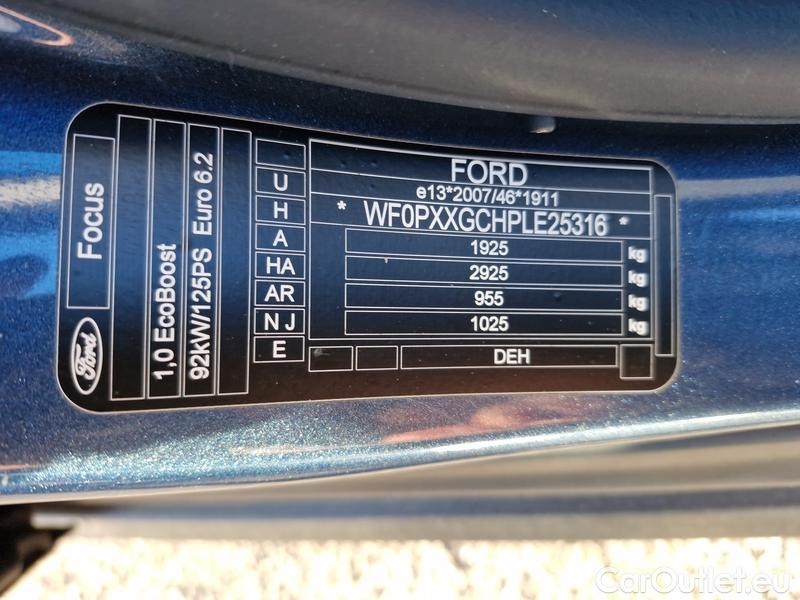 Focus
Ford
1,0 EcoBoost
92kW/125PS Euro 6.2
U
H
A
HA
AR
N J
E
FORD
e13*2007/46*1911
* WF0PXXGCHPLE25316 *
1925 kg
2925 kg
955 kg
1025 kg
DEH
CarOutlet.eu